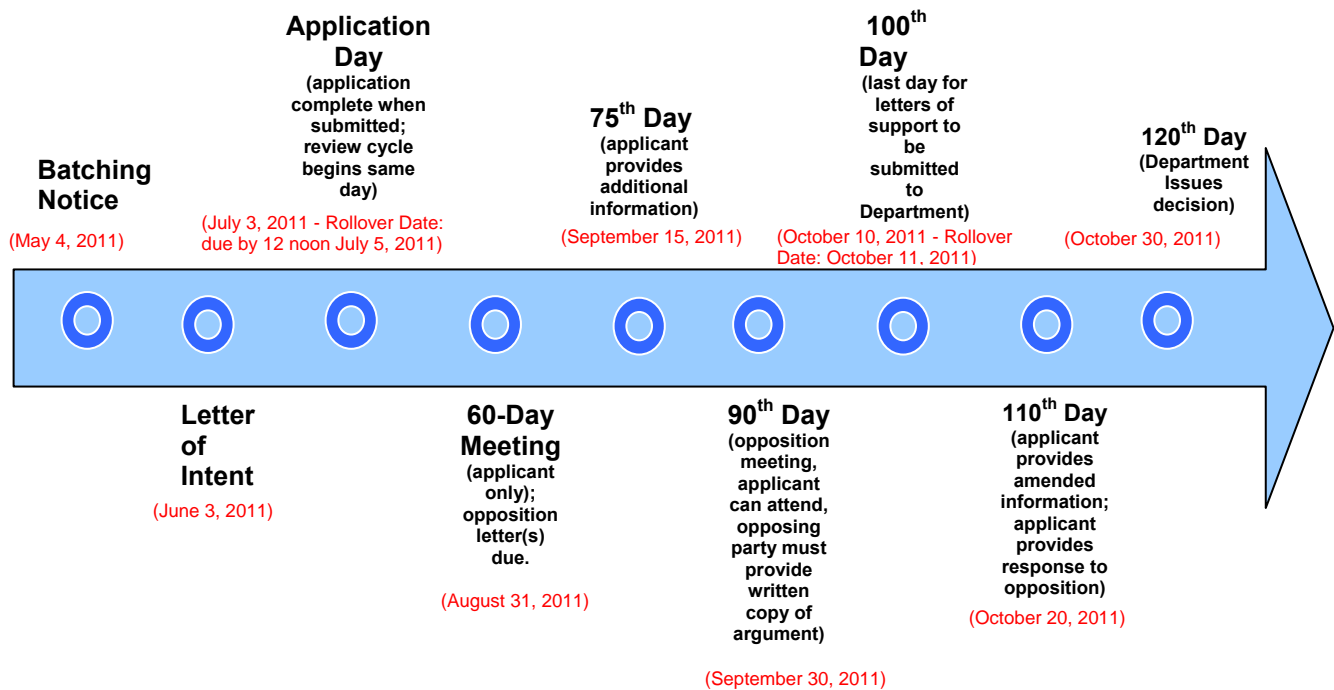 Batching
Notice
(May 4, 2011)
Letter
of
Intent
(June 3, 2011)
Application
Day
(application
complete when
submitted;
review cycle
begins same
day)
(July 3, 2011 - Rollover Date:
due by 12 noon July 5, 2011)
60-Day
Meeting
(applicant
only);
opposition
letter(s)
due.
(August 31, 2011)
75th Day
(applicant
provides
additional
information)
(September 15, 2011)
90th Day
(opposition
meeting,
applicant
can attend,
opposing
party must
provide
written
copy of
argument)
(September 30, 2011)
100th
Day
(last day for
letters of
support to
be
submitted
to
Department)
(October 10, 2011 - Rollover
Date: October 11, 2011)
110th Day
(applicant
provides
amended
information;
applicant
provides
response to
opposition)
(October 20, 2011)
120th Day
(Department
Issues
decision)
(October 30, 2011)